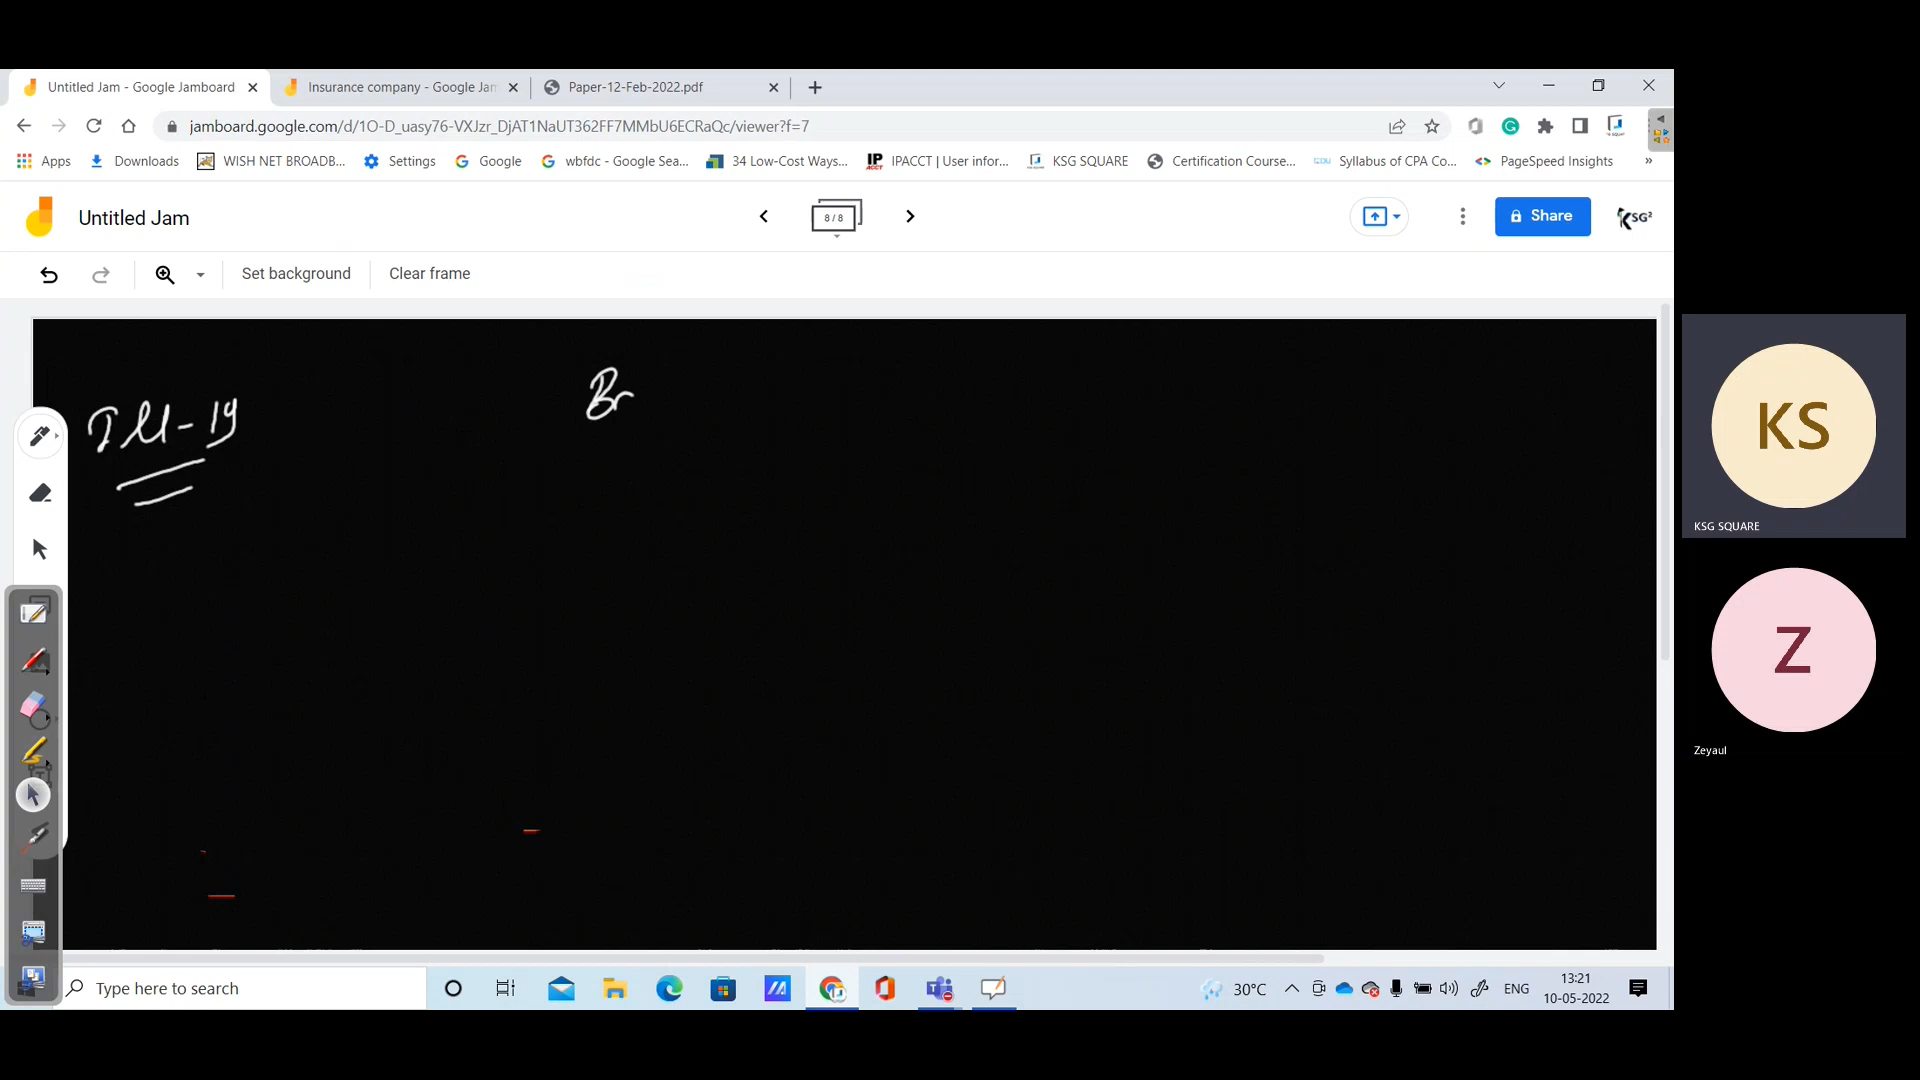 Untitled Jam - Google Jamboard
Insurance company - Google Jam
Paper-12-Feb-2022.pdf
jamboard.google.com/d/1O-D_uasy76-VXJzr_DjAT1NaUT362FF7MMbU6ECRaQc/viewer?f=7
Apps Downloads WISH NET BROADB... Settings Google wbfdc - Google Sea... 34 Low-Cost Ways... IPACCT | User infor... KSG SQUARE Certification Course... Syllabus of CPA Co... PageSpeed Insights »
Untitled Jam
8 / 8
Share
KSG²
Set background Clear frame
Ill - 19
Br
KS
KSG SQUARE
Z
Zeyaul
Type here to search
30°C
ENG
13:21
10-05-2022